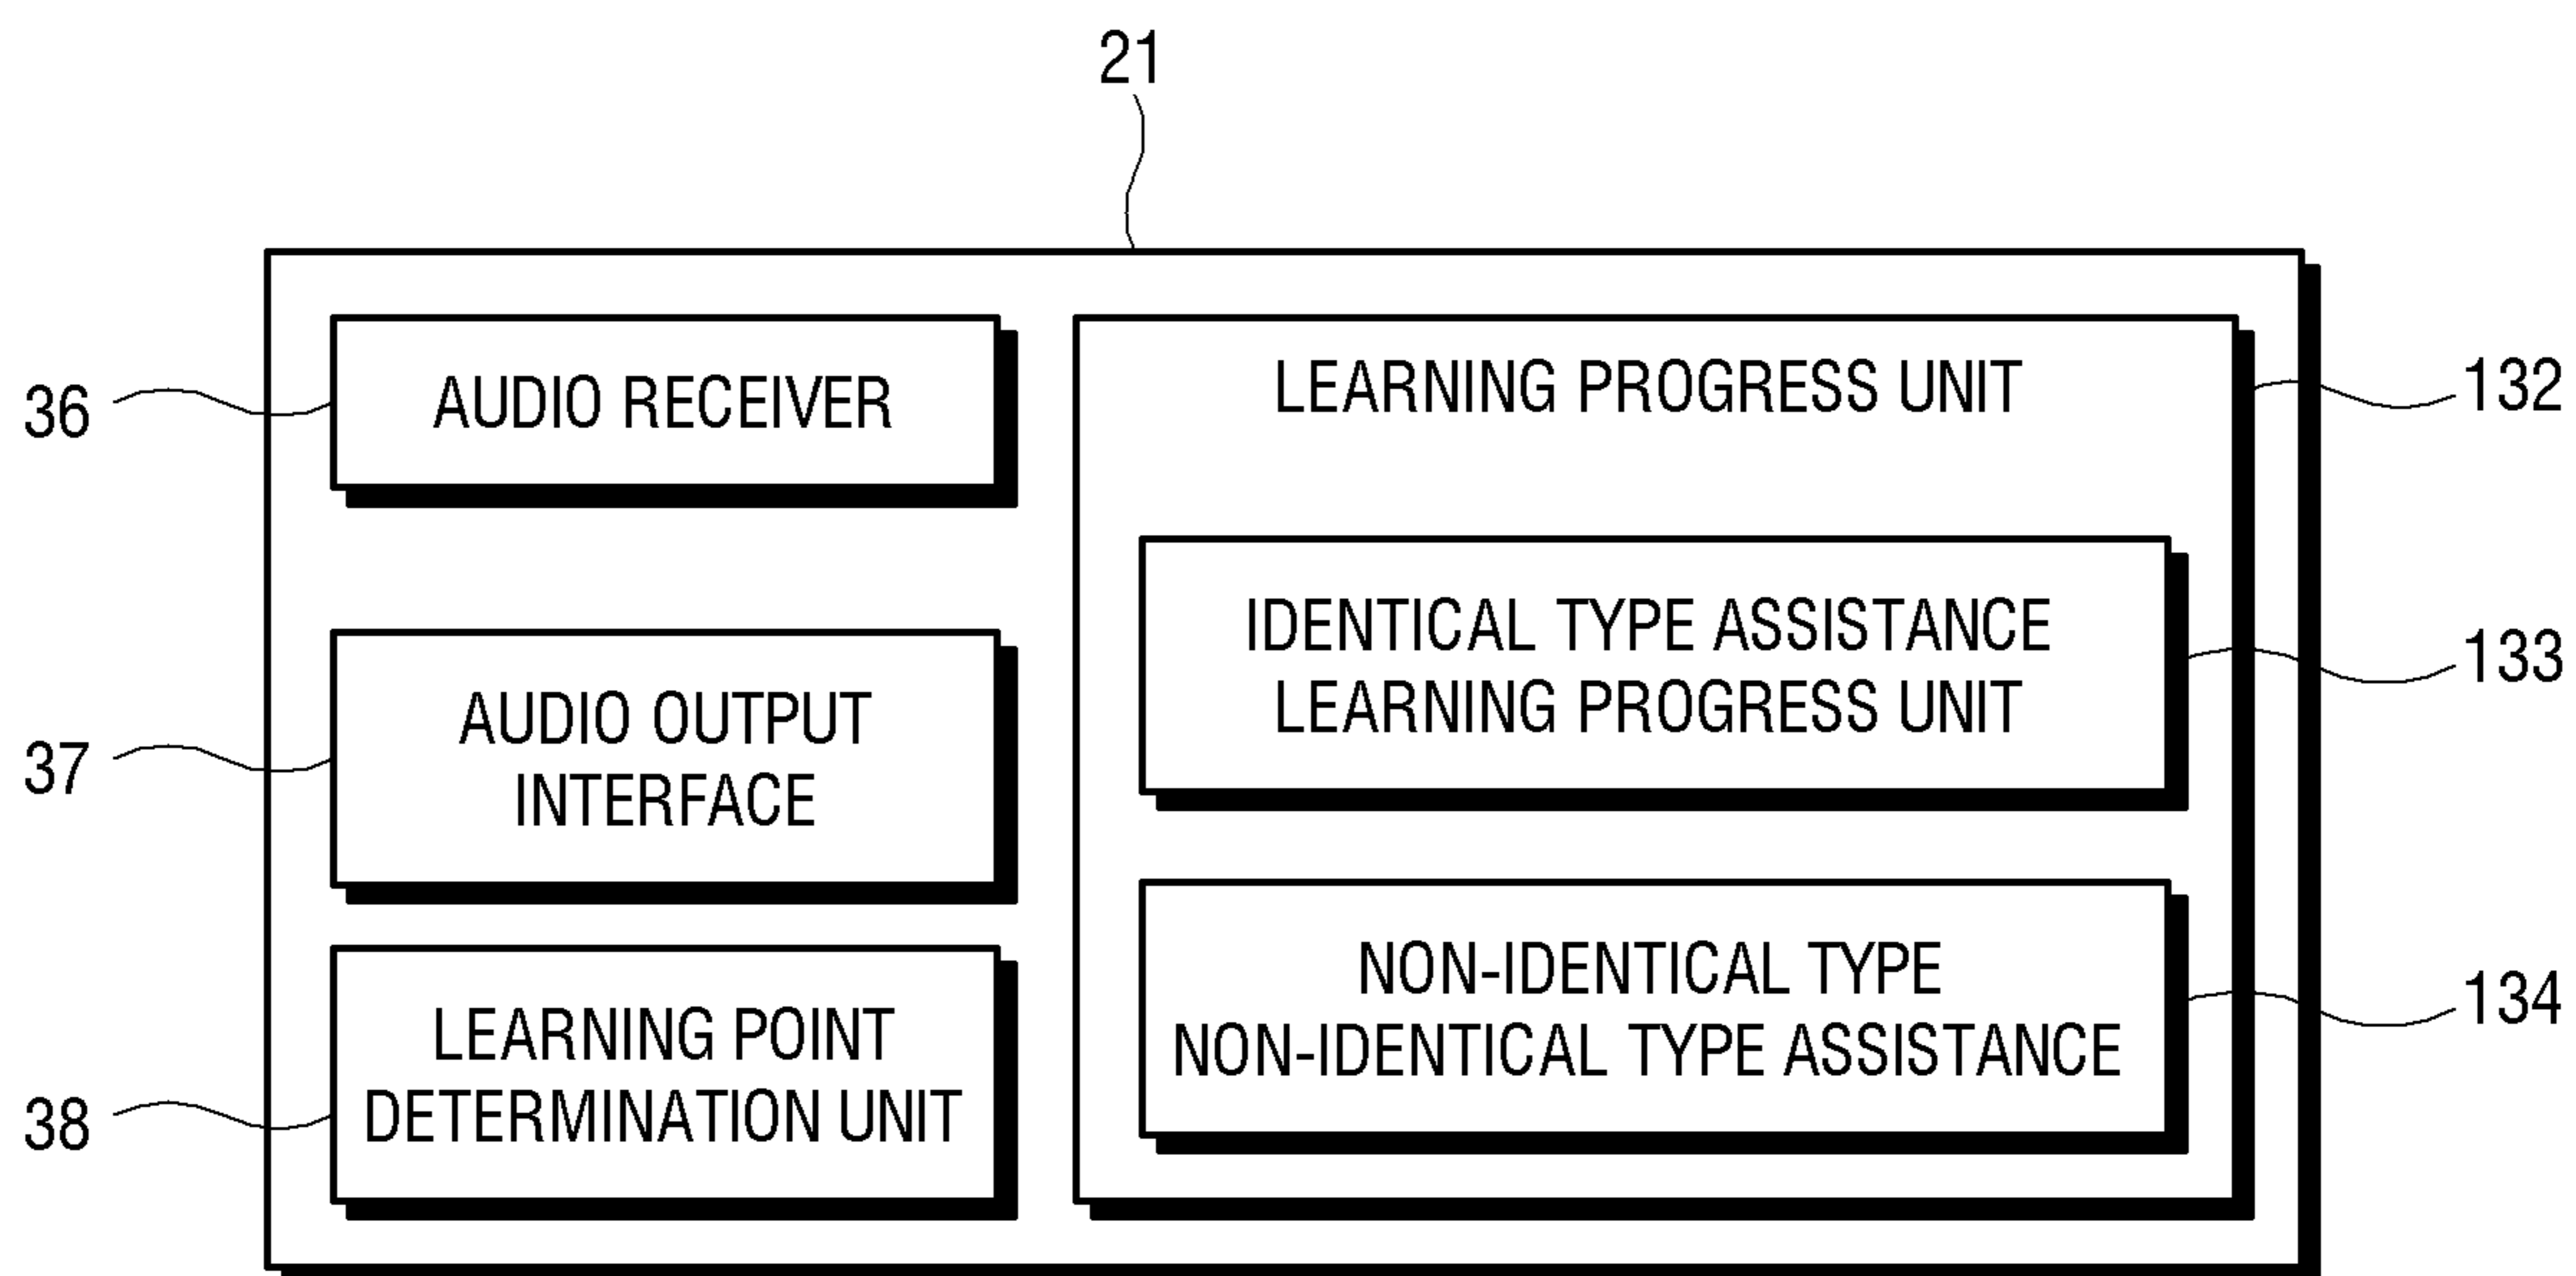 21
36
AUDIO RECEIVER
37
AUDIO OUTPUT
INTERFACE
38
LEARNING POINT
DETERMINATION UNIT
LEARNING PROGRESS UNIT
132
IDENTICAL TYPE ASSISTANCE
LEARNING PROGRESS UNIT
133
NON-IDENTICAL TYPE
NON-IDENTICAL TYPE ASSISTANCE
134